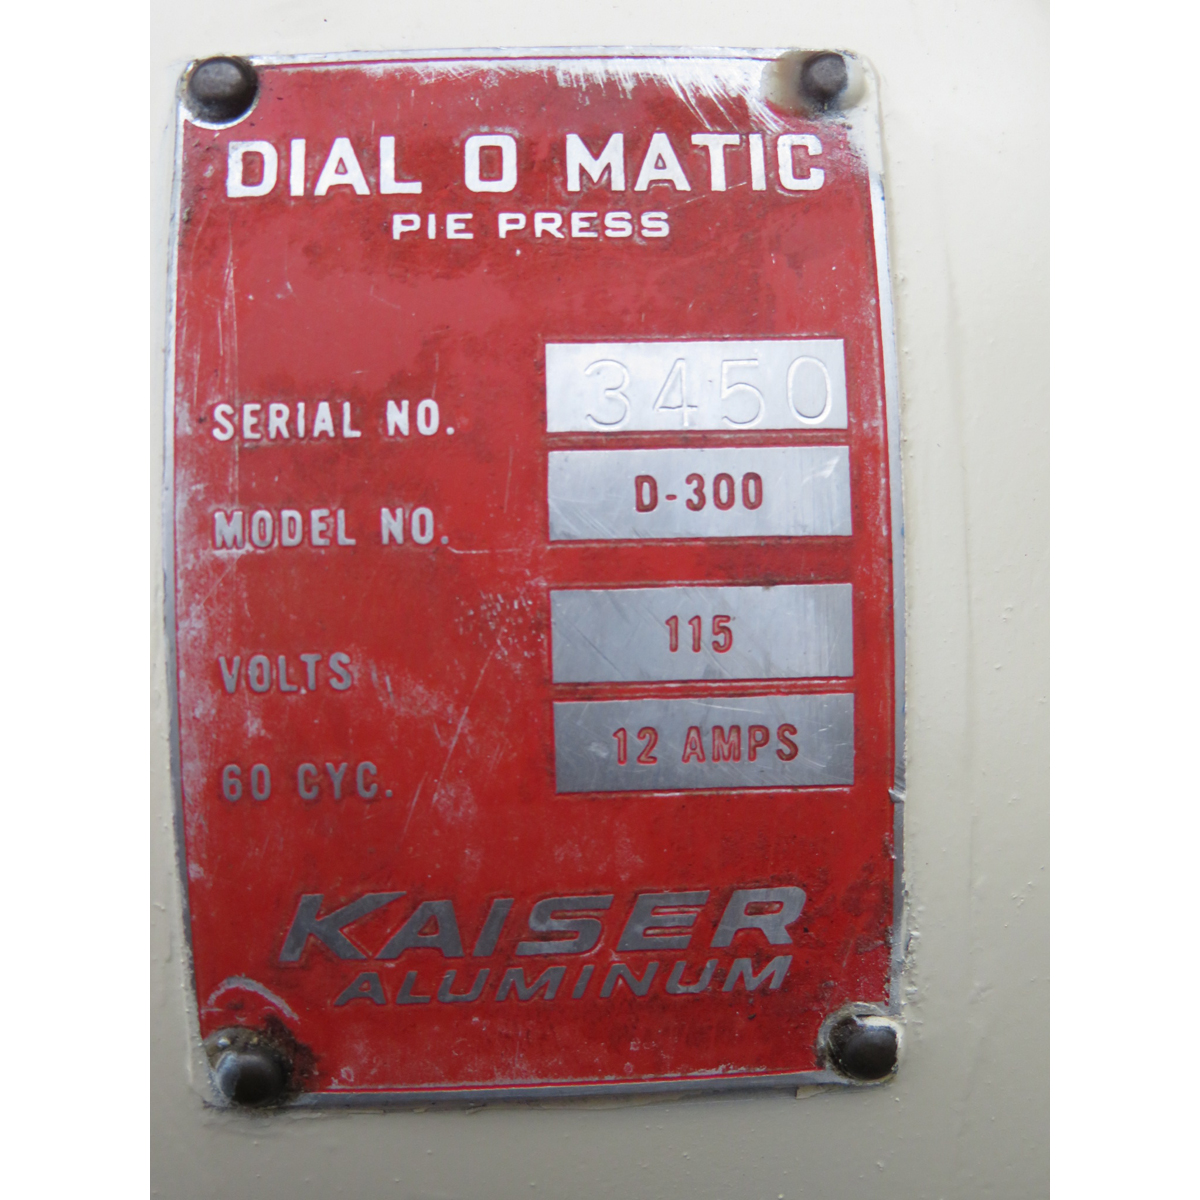 DIAL O MATIC
PIE PRESS
SERIAL NO. 3450
MODEL NO. D-300
VOLTS 115
60 CYC. 12 AMPS
KAISER
ALUMINUM